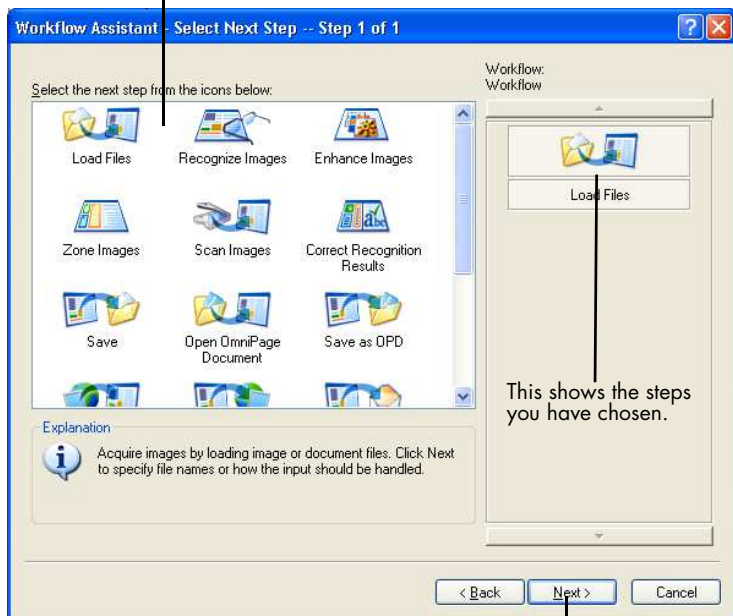 Workflow Assistant - Select Next Step -- Step 1 of 1
Select the next step from the icons below:
Workflow:
Workflow
Load Files
Recognize Images
Enhance Images
Load Files
Zone Images
Scan Images
Correct Recognition
Results
Save
Open OmniPage
Document
Save as OPD
This shows the steps
you have chosen.
Explanation
Acquire images by loading image or document files. Click Next
to specify file names or how the input should be handled.
< Back
Next >
Cancel